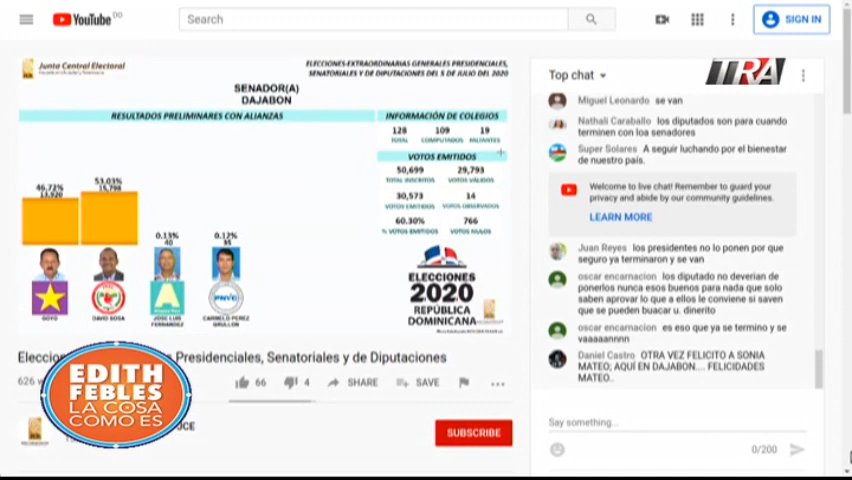 YouTube DO
Search
SIGN IN
Junta Central Electoral
ELECCIONES EXTRAORDINARIAS GENERALES PRESIDENCIALES,
SENATORIALES Y DE DIPUTACIONES DEL 5 DE JULIO DEL 2020
SENADOR(A)
DAJABON
RESULTADOS PRELIMINARES CON ALIANZAS
INFORMACIÓN DE COLEGIOS
128 109 19
TOTAL COMPUTADOS FALTANTES
VOTOS EMITIDOS
50,699 29,793
TOTAL INSCRITOS VOTOS VÁLIDOS
30,573 14
VOTOS EMITIDOS VOTOS OBSERVADOS
60.30% 766
% VOTOS EMITIDOS VOTOS NULOS
46.72%
13,920
53.03%
15,798
0.13%
40
0.12%
35
A
PNVC
GOYO
DAVID SOSA
JOSE LUIS
FERNANDEZ
CARMELO PEREZ
GRULLON
ELECCIONES
2020
REPÚBLICA
DOMINICANA
Eleccion
Presidenciales, Senatoriales y de Diputaciones
626 w
66
4
SHARE
SAVE
EDITH
FEBLES
LA COSA
COMO ES
UCE
SUBSCRIBE
Top chat
TRA
Miguel Leonardo se van
Nathali Caraballo los diputados son para cuando
terminen con loa senadores
Super Solares A seguir luchando por el bienestar
de nuestro país.
Welcome to live chat! Remember to guard your
privacy and abide by our community guidelines.
LEARN MORE
Juan Reyes los presidentes no lo ponen por que
seguro ya terminaron y se van
oscar encarnacion los diputado no deverian de
ponerlos nunca esos buenos para nada que solo
saben aprovar lo que a ellos le conviene si saven
que se pueden buacar u. dinerito
oscar encarnacion es eso que ya se termino y se
vaaaaannnn
Daniel Castro OTRA VEZ FELICITO A SONIA
MATEO; AQUÍ EN DAJABON.... FELICIDADES
MATEO..
Say something...
0/200